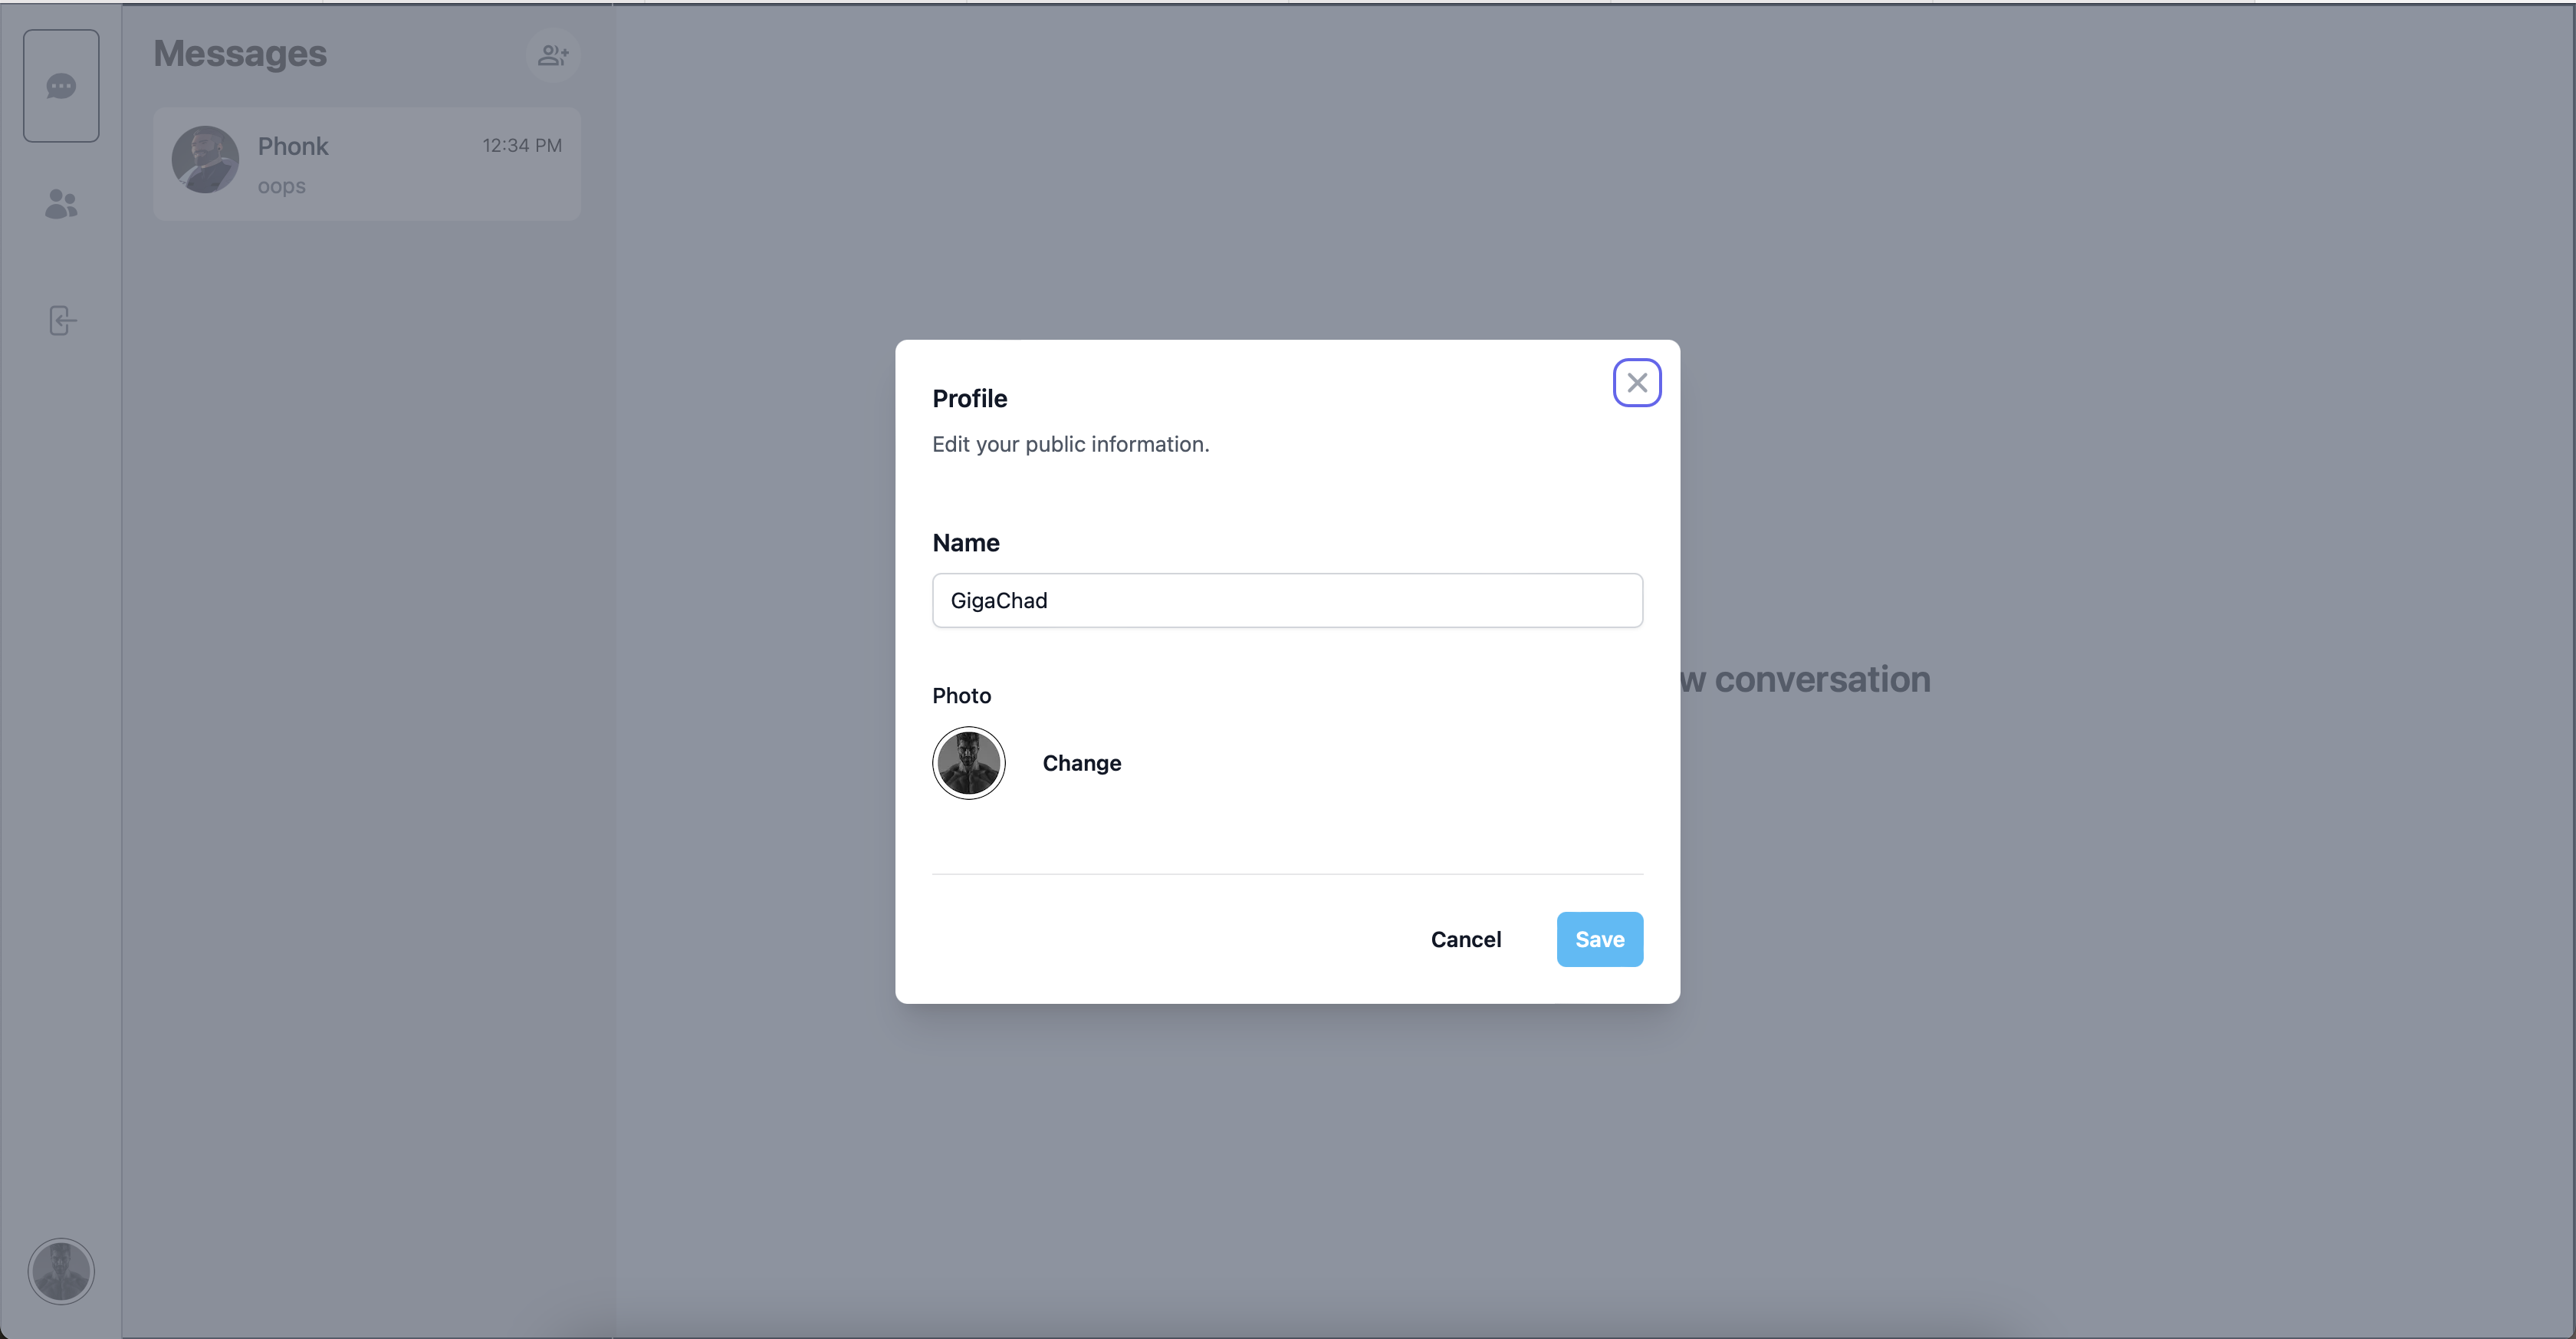 Messages
Phonk
12:34 PM
oops
Profile
Edit your public information.
Name
GigaChad
w conversation
Photo
Change
Cancel
Save